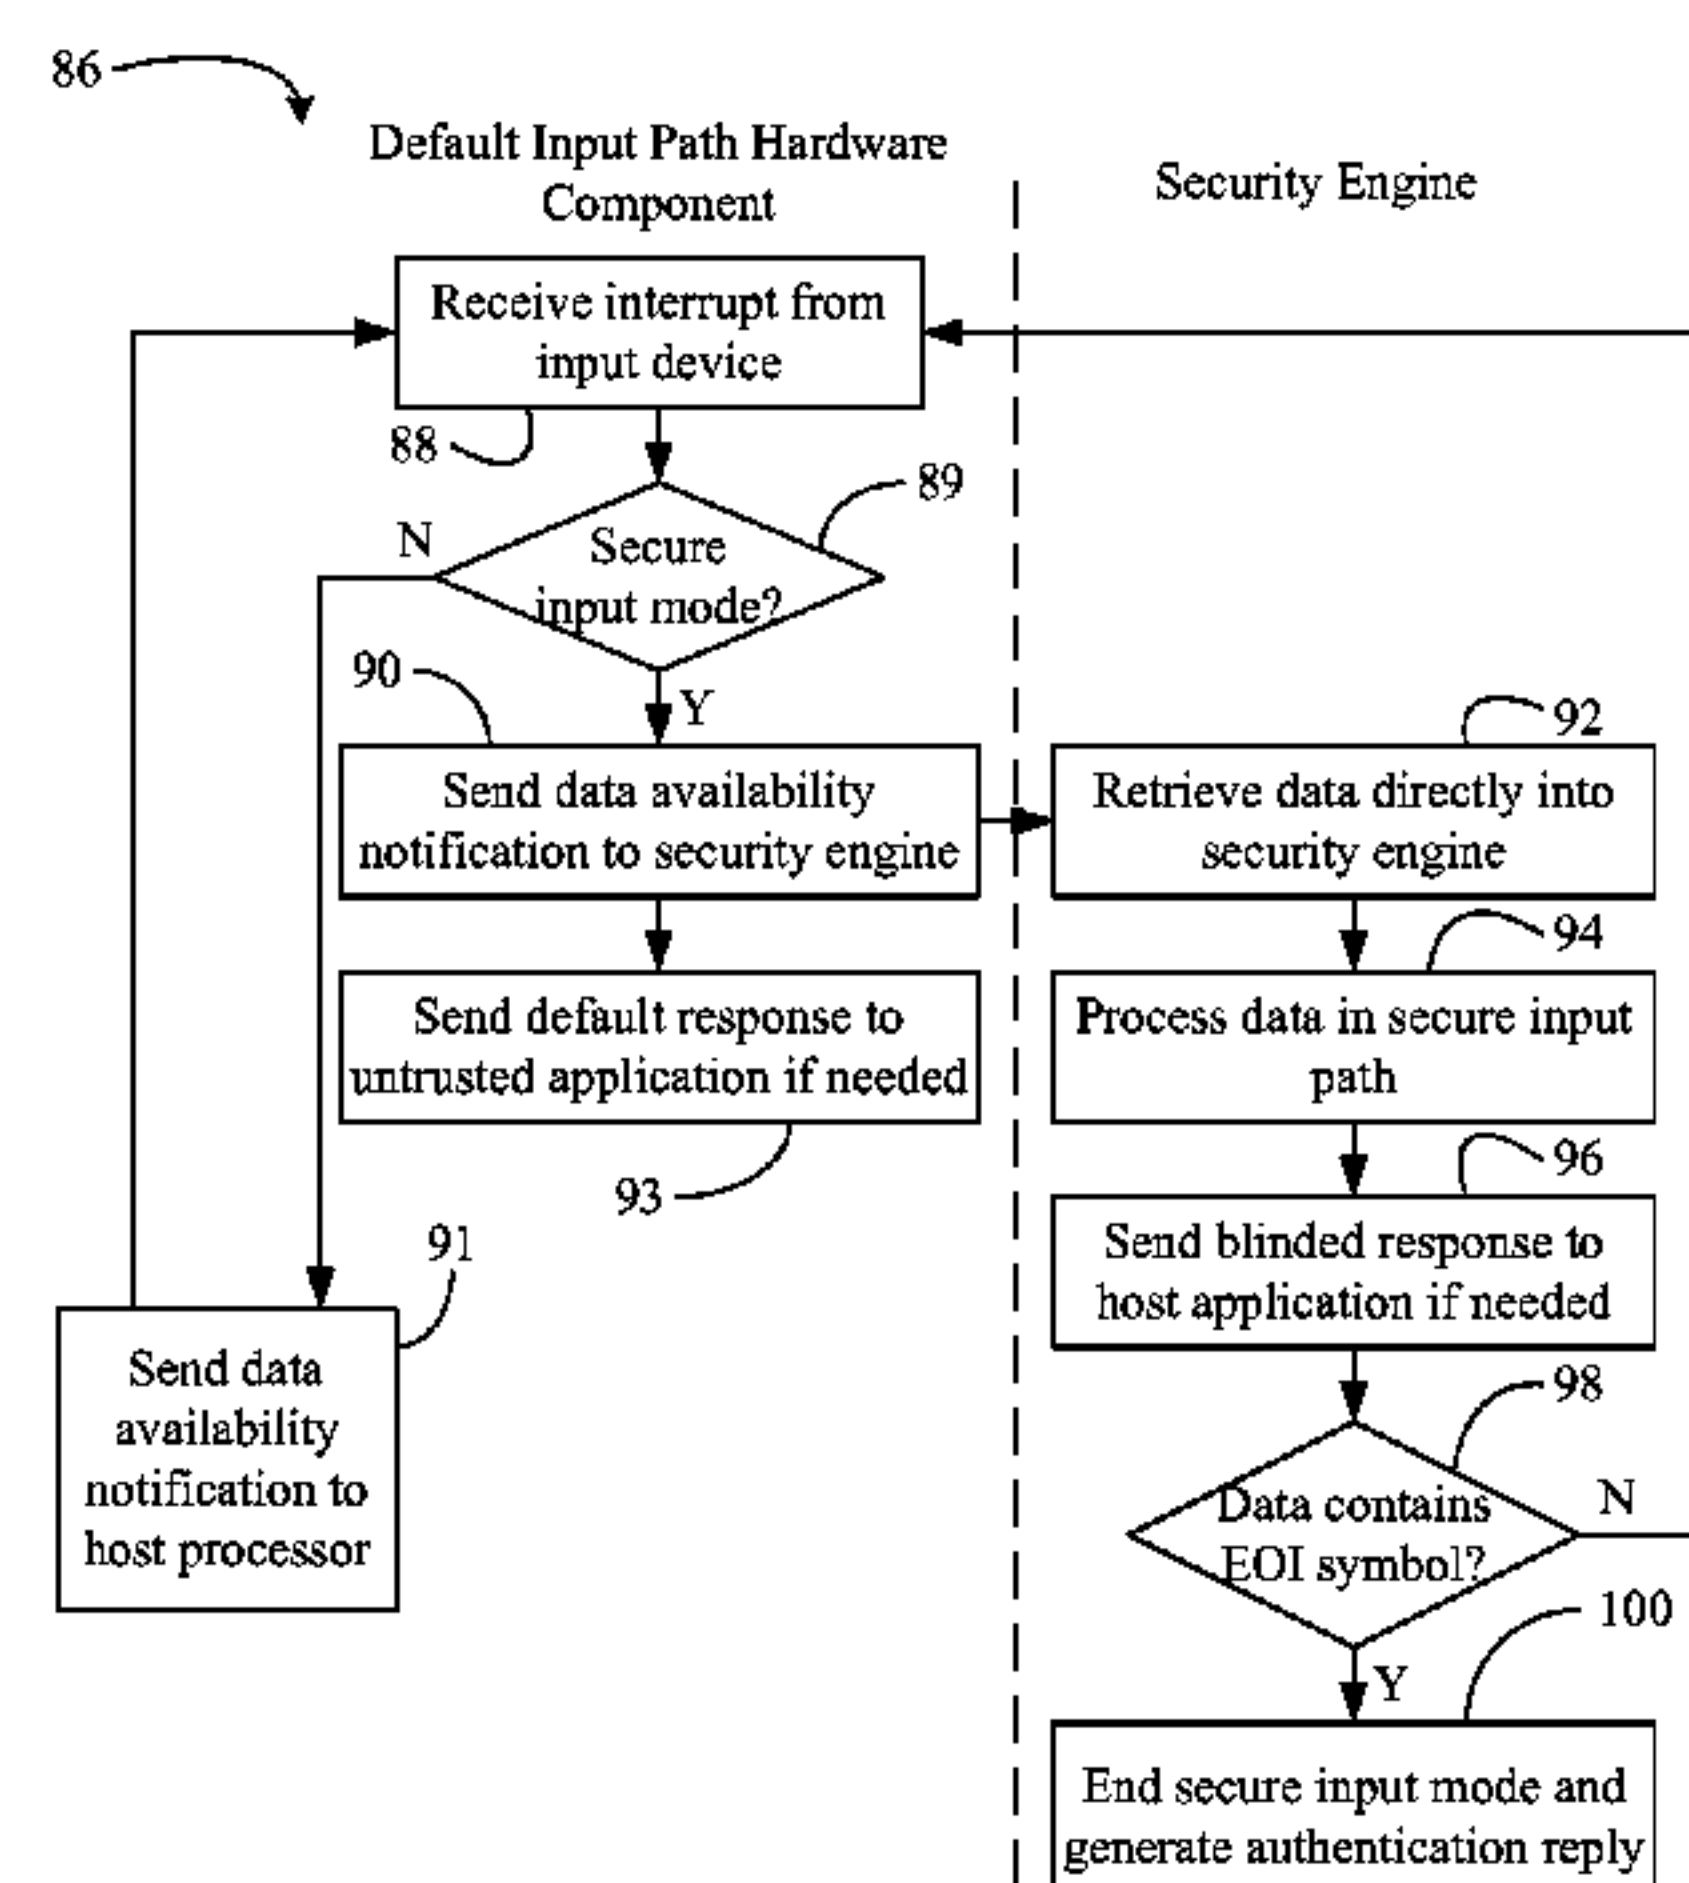 86
Default Input Path Hardware
Component
Security Engine
Receive interrupt from
input device
88
89
N
Secure
input mode?
90
Y
92
Send data availability
notification to security engine
Retrieve data directly into
security engine
94
Send default response to
untrusted application if needed
Process data in secure input
path
93
96
91
Send blinded response to
host application if needed
Send data
availability
notification to
host processor
98
Data contains
EOI symbol?
N
100
Y
End secure input mode and
generate authentication reply